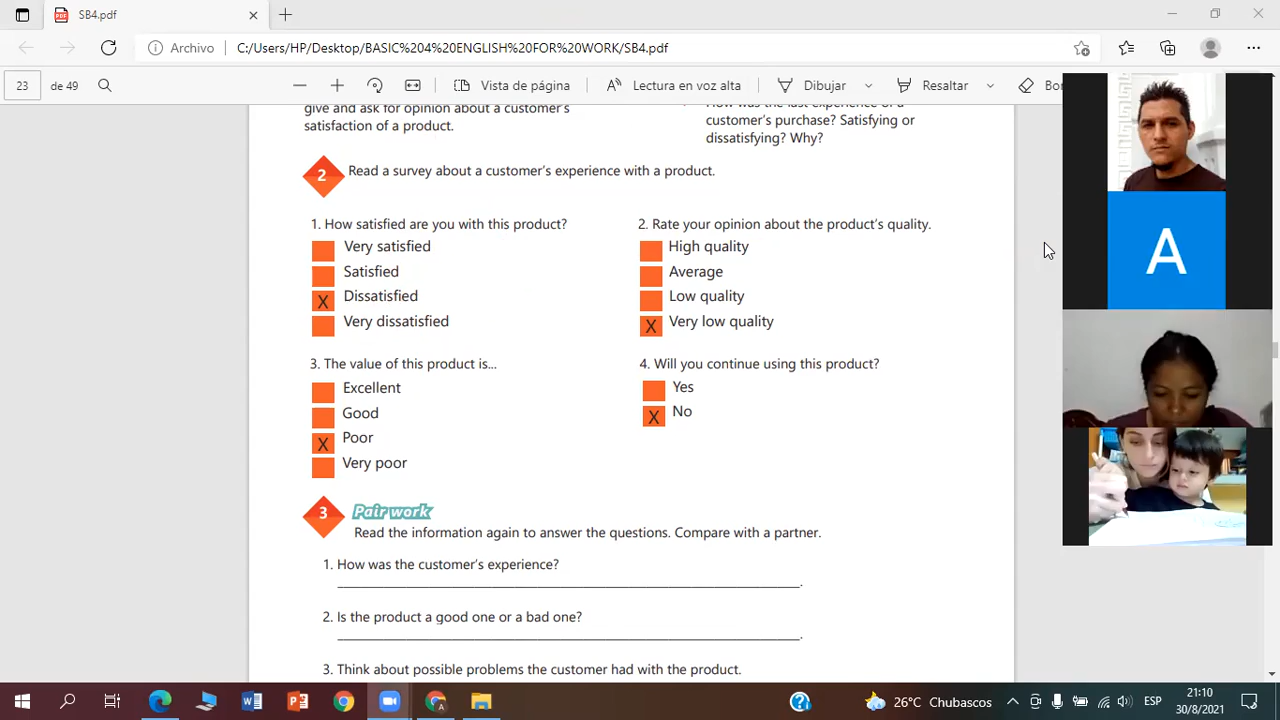 SB4.pdf
Archivo
C:/Users/HP/Desktop/BASIC%204%20ENGLISH%20FOR%20WORK/SB4.pdf
23 de 49
Vista de página
Lectura en voz alta
Dibujar
Resaltar
give and ask for opinion about a customer's
satisfaction of a product.
How was the last experience of a
customer's purchase? Satisfying or
dissatisfying? Why?
2 Read a survey about a customer's experience with a product.
1. How satisfied are you with this product?
Very satisfied
Satisfied
X Dissatisfied
Very dissatisfied
2. Rate your opinion about the product's quality.
High quality
Average
Low quality
X Very low quality
3. The value of this product is...
Excellent
Good
X Poor
Very poor
4. Will you continue using this product?
Yes
X No
3 Pair work
Read the information again to answer the questions. Compare with a partner.
1. How was the customer's experience?
2. Is the product a good one or a bad one?
3. Think about possible problems the customer had with the product.
A
26°C Chubascos
ESP
21:10
30/8/2021